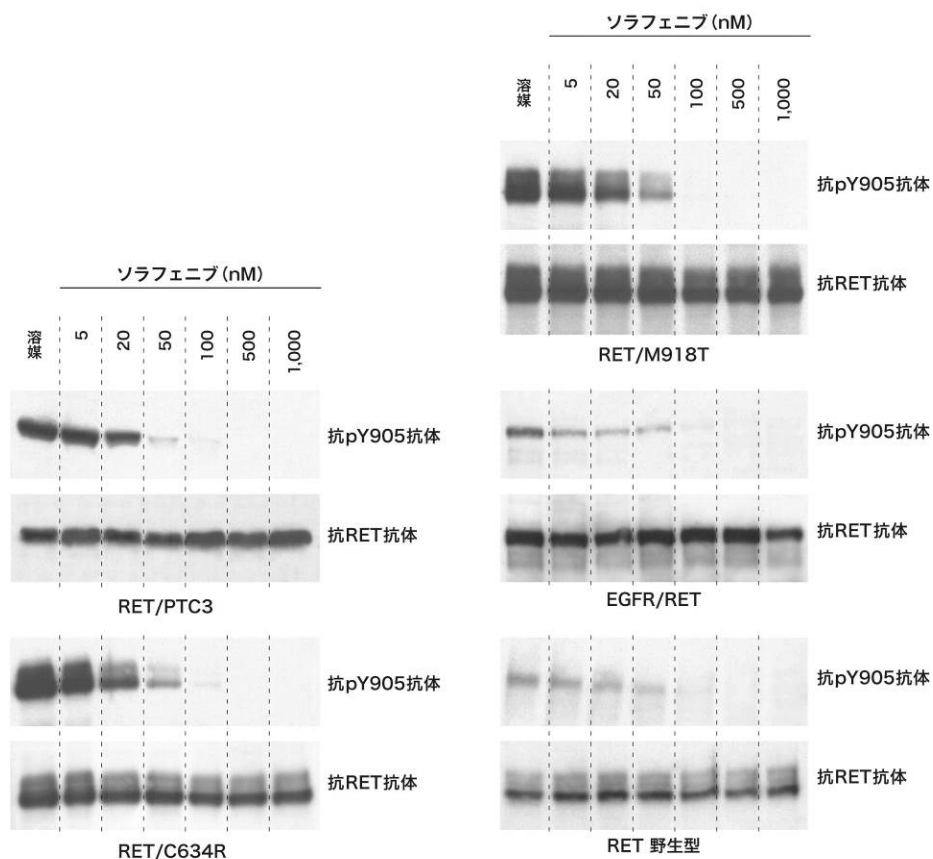 ソラフェニブ(nM)
溶媒
5
20
50
100
500
1,000
抗pY905抗体
抗RET抗体
RET/PTC3
抗pY905抗体
抗RET抗体
RET/C634R
ソラフェニブ(nM)
溶媒
5
20
50
100
500
1,000
抗pY905抗体
抗RET抗体
RET/M918T
抗pY905抗体
抗RET抗体
EGFR/RET
抗pY905抗体
抗RET抗体
RET 野生型